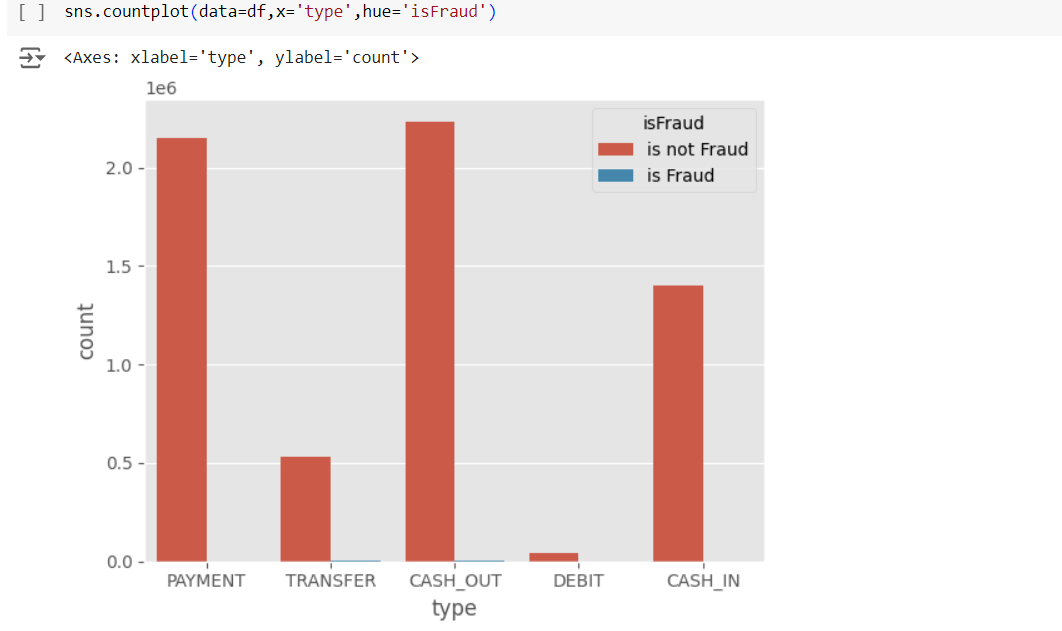 [ ] sns.countplot(data=df,x='type',hue='isFraud')
<Axes: xlabel='type', ylabel='count'>
1e6
isFraud
is not Fraud
is Fraud
2.0
1.5
1.0
0.5
0.0
count
PAYMENT TRANSFER CASH_OUT DEBIT CASH_IN
type